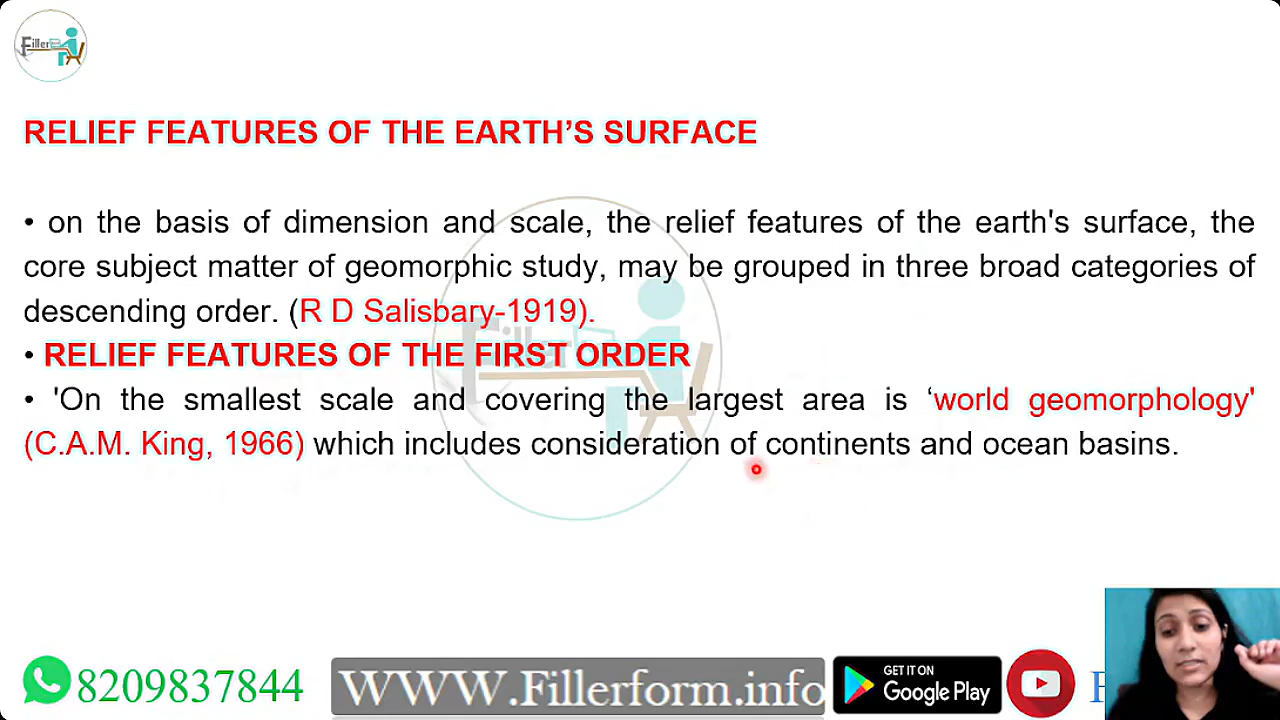 Filler
RELIEF FEATURES OF THE EARTH’S SURFACE
• on the basis of dimension and scale, the relief features of the earth's surface, the
core subject matter of geomorphic study, may be grouped in three broad categories of
descending order. (R D Salisbary-1919).
• RELIEF FEATURES OF THE FIRST ORDER
• 'On the smallest scale and covering the largest area is ‘world geomorphology'
(C.A.M. King, 1966) which includes consideration of continents and ocean basins.
8209837844
WWW.Fillerform.info
GET IT ON
Google Play